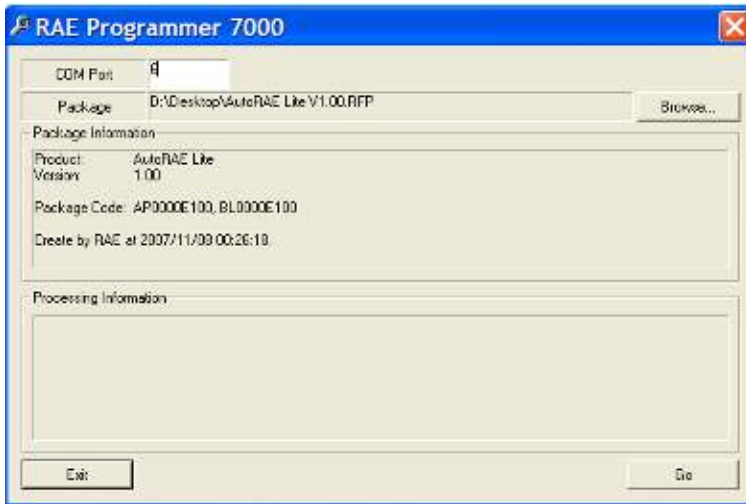 RAE Programmer 7000
COM Port 6
Package D:\Desktop\AutoRAE Lite V1.00.RFP Browse...
Package Information
Product: AutoRAE Lite
Version: 1.00
Package Code: AP0000E100, BL0000E100
Create by RAE at 2007/11/09 00:26:18
Processing Information
Exit Go